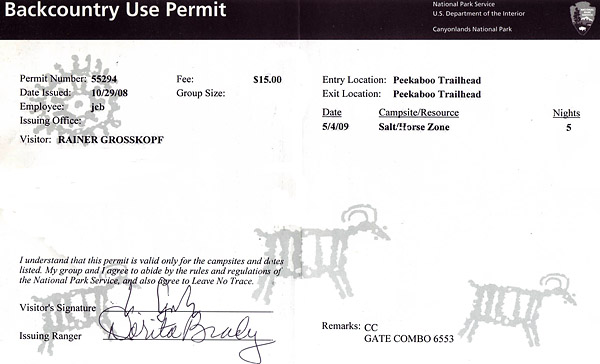 Backcountry Use Permit
National Park Service
U.S. Department of the Interior
Canyonlands National Park
Permit Number: 55294
Fee: $15.00
Entry Location: Peekaboo Trailhead
Date Issued: 10/29/08
Group Size:
Exit Location: Peekaboo Trailhead
Employee: jcb
Issuing Office:
Date Campsite/Resource Nights
5/4/09 Salt/Horse Zone 5
Visitor: RAINER GROSSKOPF
I understand that this permit is valid only for the campsites and dates
listed. My group and I agree to abide by the rules and regulations of
the National Park Service, and also agree to Leave No Trace.
Visitor's Signature
Issuing Ranger Dorita Brady
Remarks: CC
GATE COMBO 6553